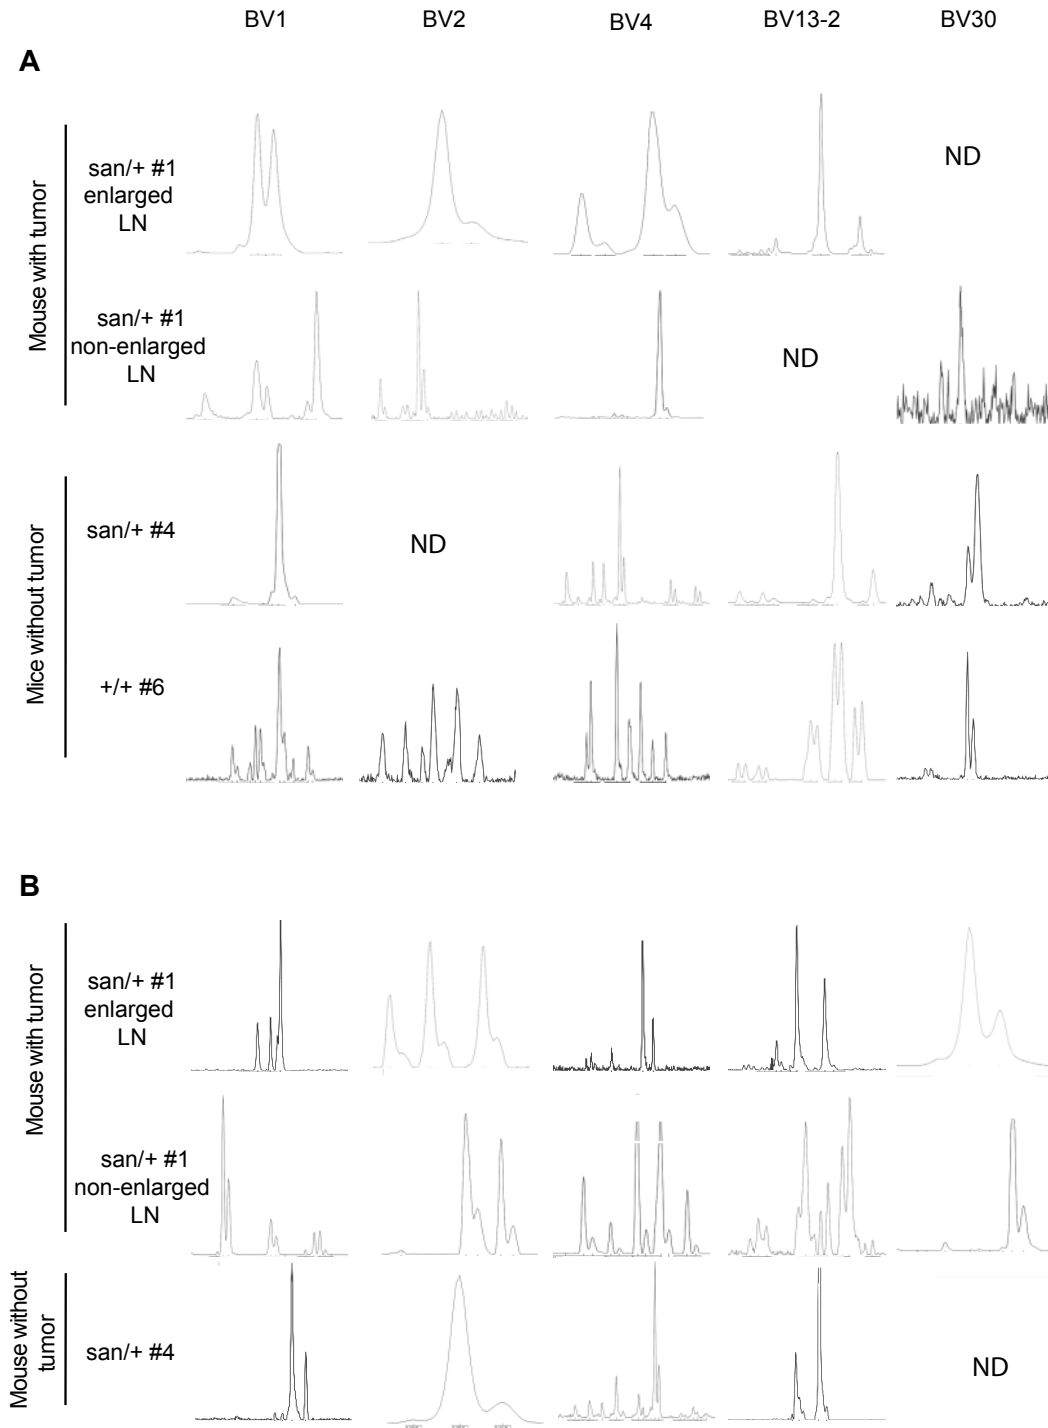 BV1 BV2 BV4 BV13-2 BV30
A
Mouse with tumor
san/+ #1
enlarged
LN
ND
san/+ #1
non-enlarged
LN
ND
Mice without tumor
san/+ #4
ND
+/+ #6
B
Mouse with tumor
san/+ #1
enlarged
LN
san/+ #1
non-enlarged
LN
Mouse without
tumor
san/+ #4
ND